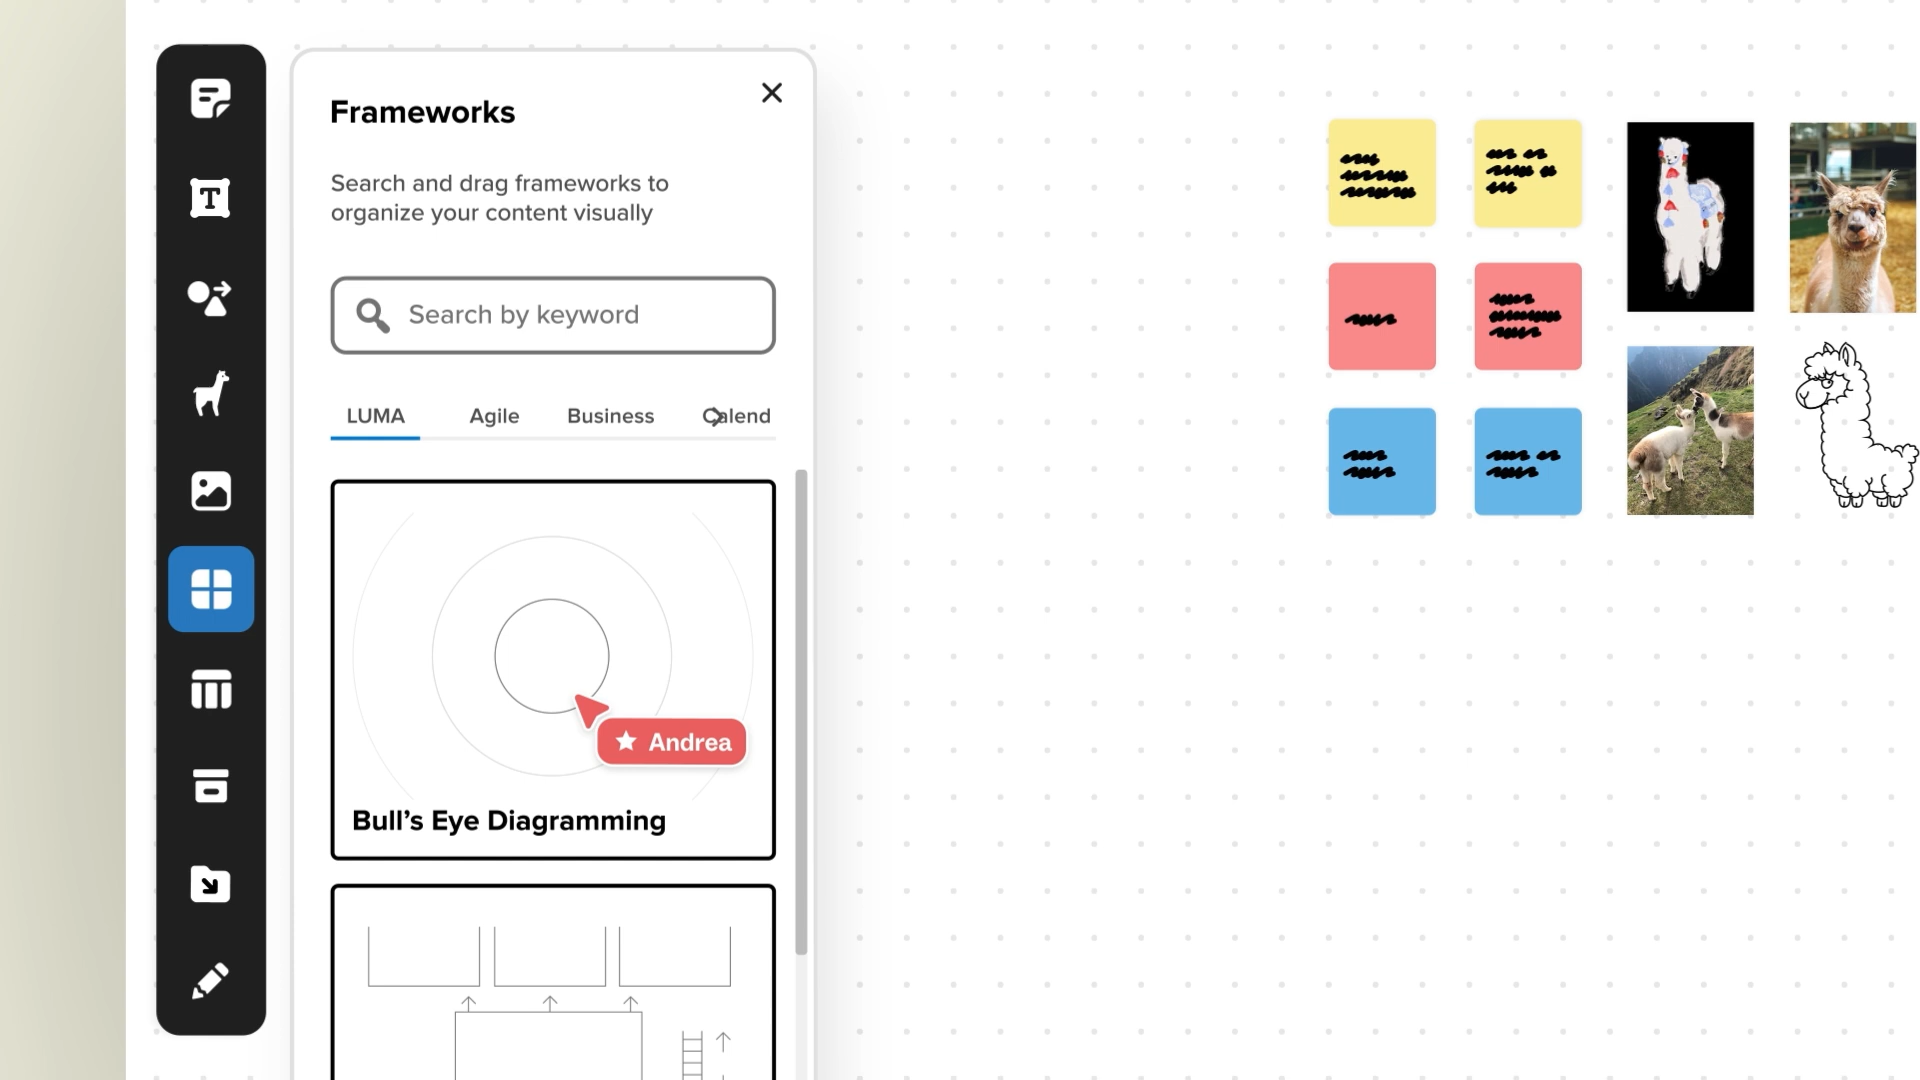 Frameworks
Search and drag frameworks to
organize your content visually
Search by keyword
LUMA Agile Business Calend
Andrea
Bull's Eye Diagramming